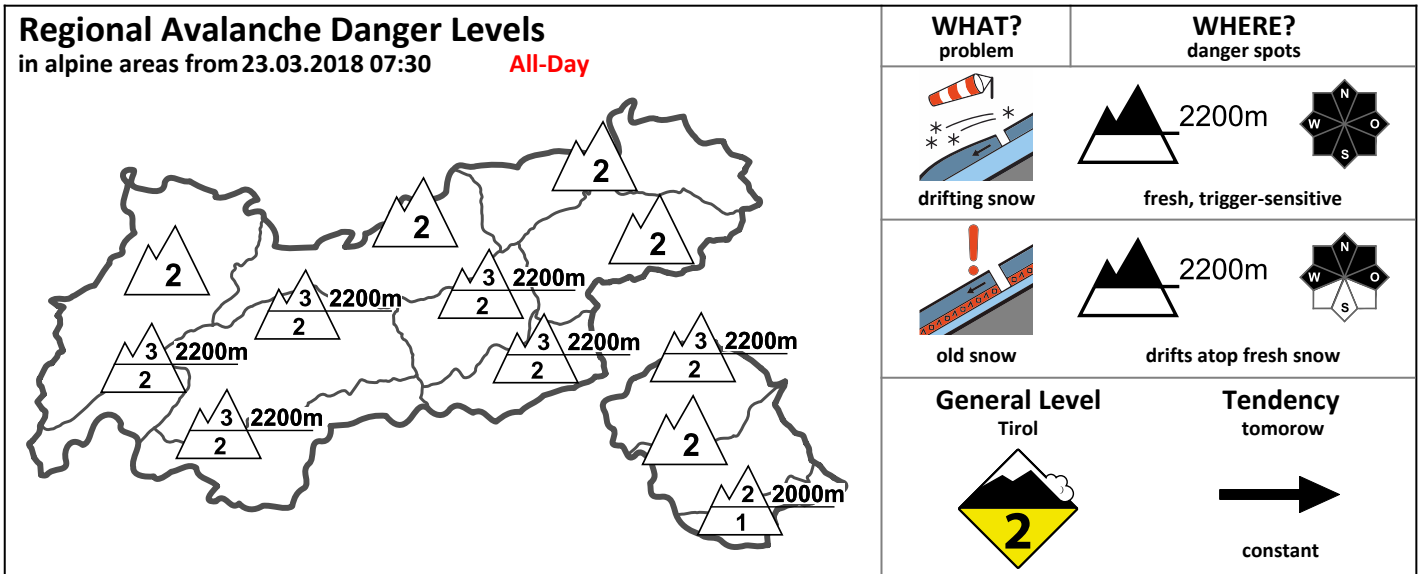 Regional Avalanche Danger Levels
in alpine areas from 23.03.2018 07:30 All-Day
2
2
2
2
3 2200m
2
3 2200m
2
3 2200m
2
3 2200m
2
3 2200m
2
3 2200m
2
2
2 2000m
1
WHAT?
problem
WHERE?
danger spots
2200m
N
W O
S
drifting snow
fresh, trigger-sensitive
2200m
N
W O
S
old snow
drifts atop fresh snow
General Level
Tirol
2
Tendency
tomorow
constant